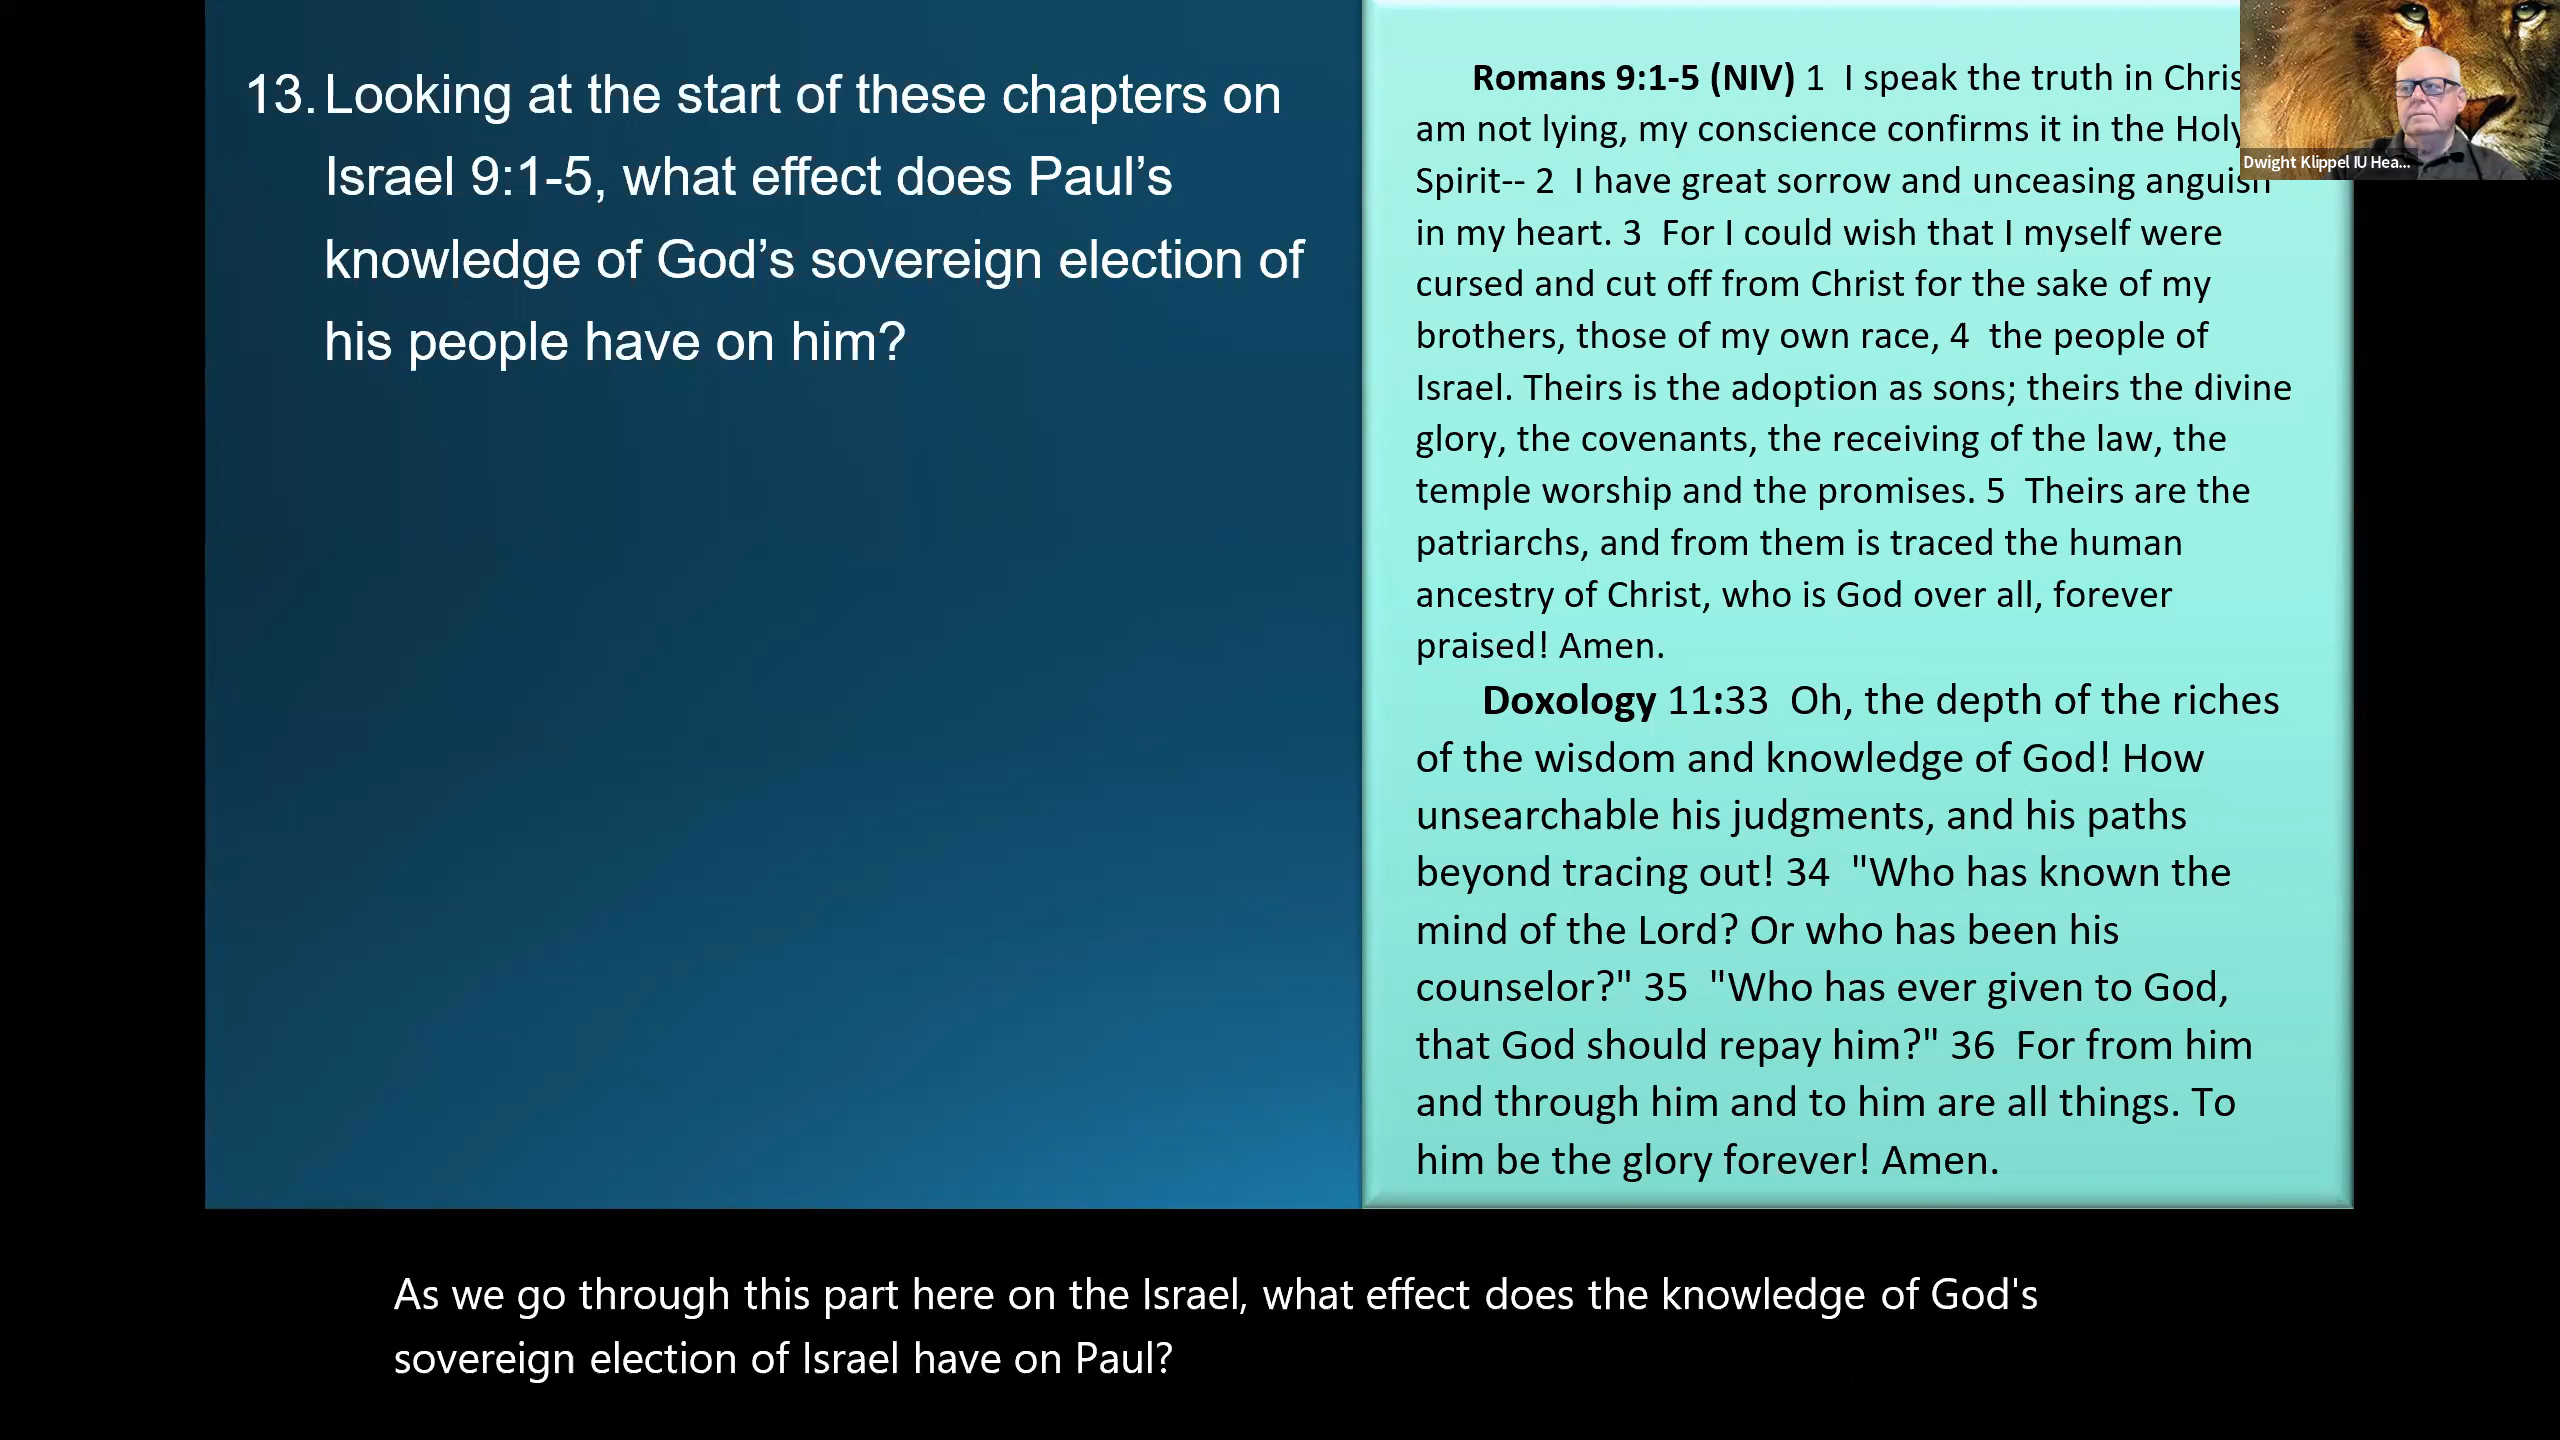 13. Looking at the start of these chapters on
Israel 9:1-5, what effect does Paul’s
knowledge of God’s sovereign election of
his people have on him?
Romans 9:1-5 (NIV) 1 I speak the truth in Chris
am not lying, my conscience confirms it in the Holy
Spirit-- 2 I have great sorrow and unceasing anguish
in my heart. 3 For I could wish that I myself were
cursed and cut off from Christ for the sake of my
brothers, those of my own race, 4 the people of
Israel. Theirs is the adoption as sons; theirs the divine
glory, the covenants, the receiving of the law, the
temple worship and the promises. 5 Theirs are the
patriarchs, and from them is traced the human
ancestry of Christ, who is God over all, forever
praised! Amen.
Doxology 11:33 Oh, the depth of the riches
of the wisdom and knowledge of God! How
unsearchable his judgments, and his paths
beyond tracing out! 34 "Who has known the
mind of the Lord? Or who has been his
counselor?" 35 "Who has ever given to God,
that God should repay him?" 36 For from him
and through him and to him are all things. To
him be the glory forever! Amen.
Dwight Klippel IU Hea...
As we go through this part here on the Israel, what effect does the knowledge of God's
sovereign election of Israel have on Paul?